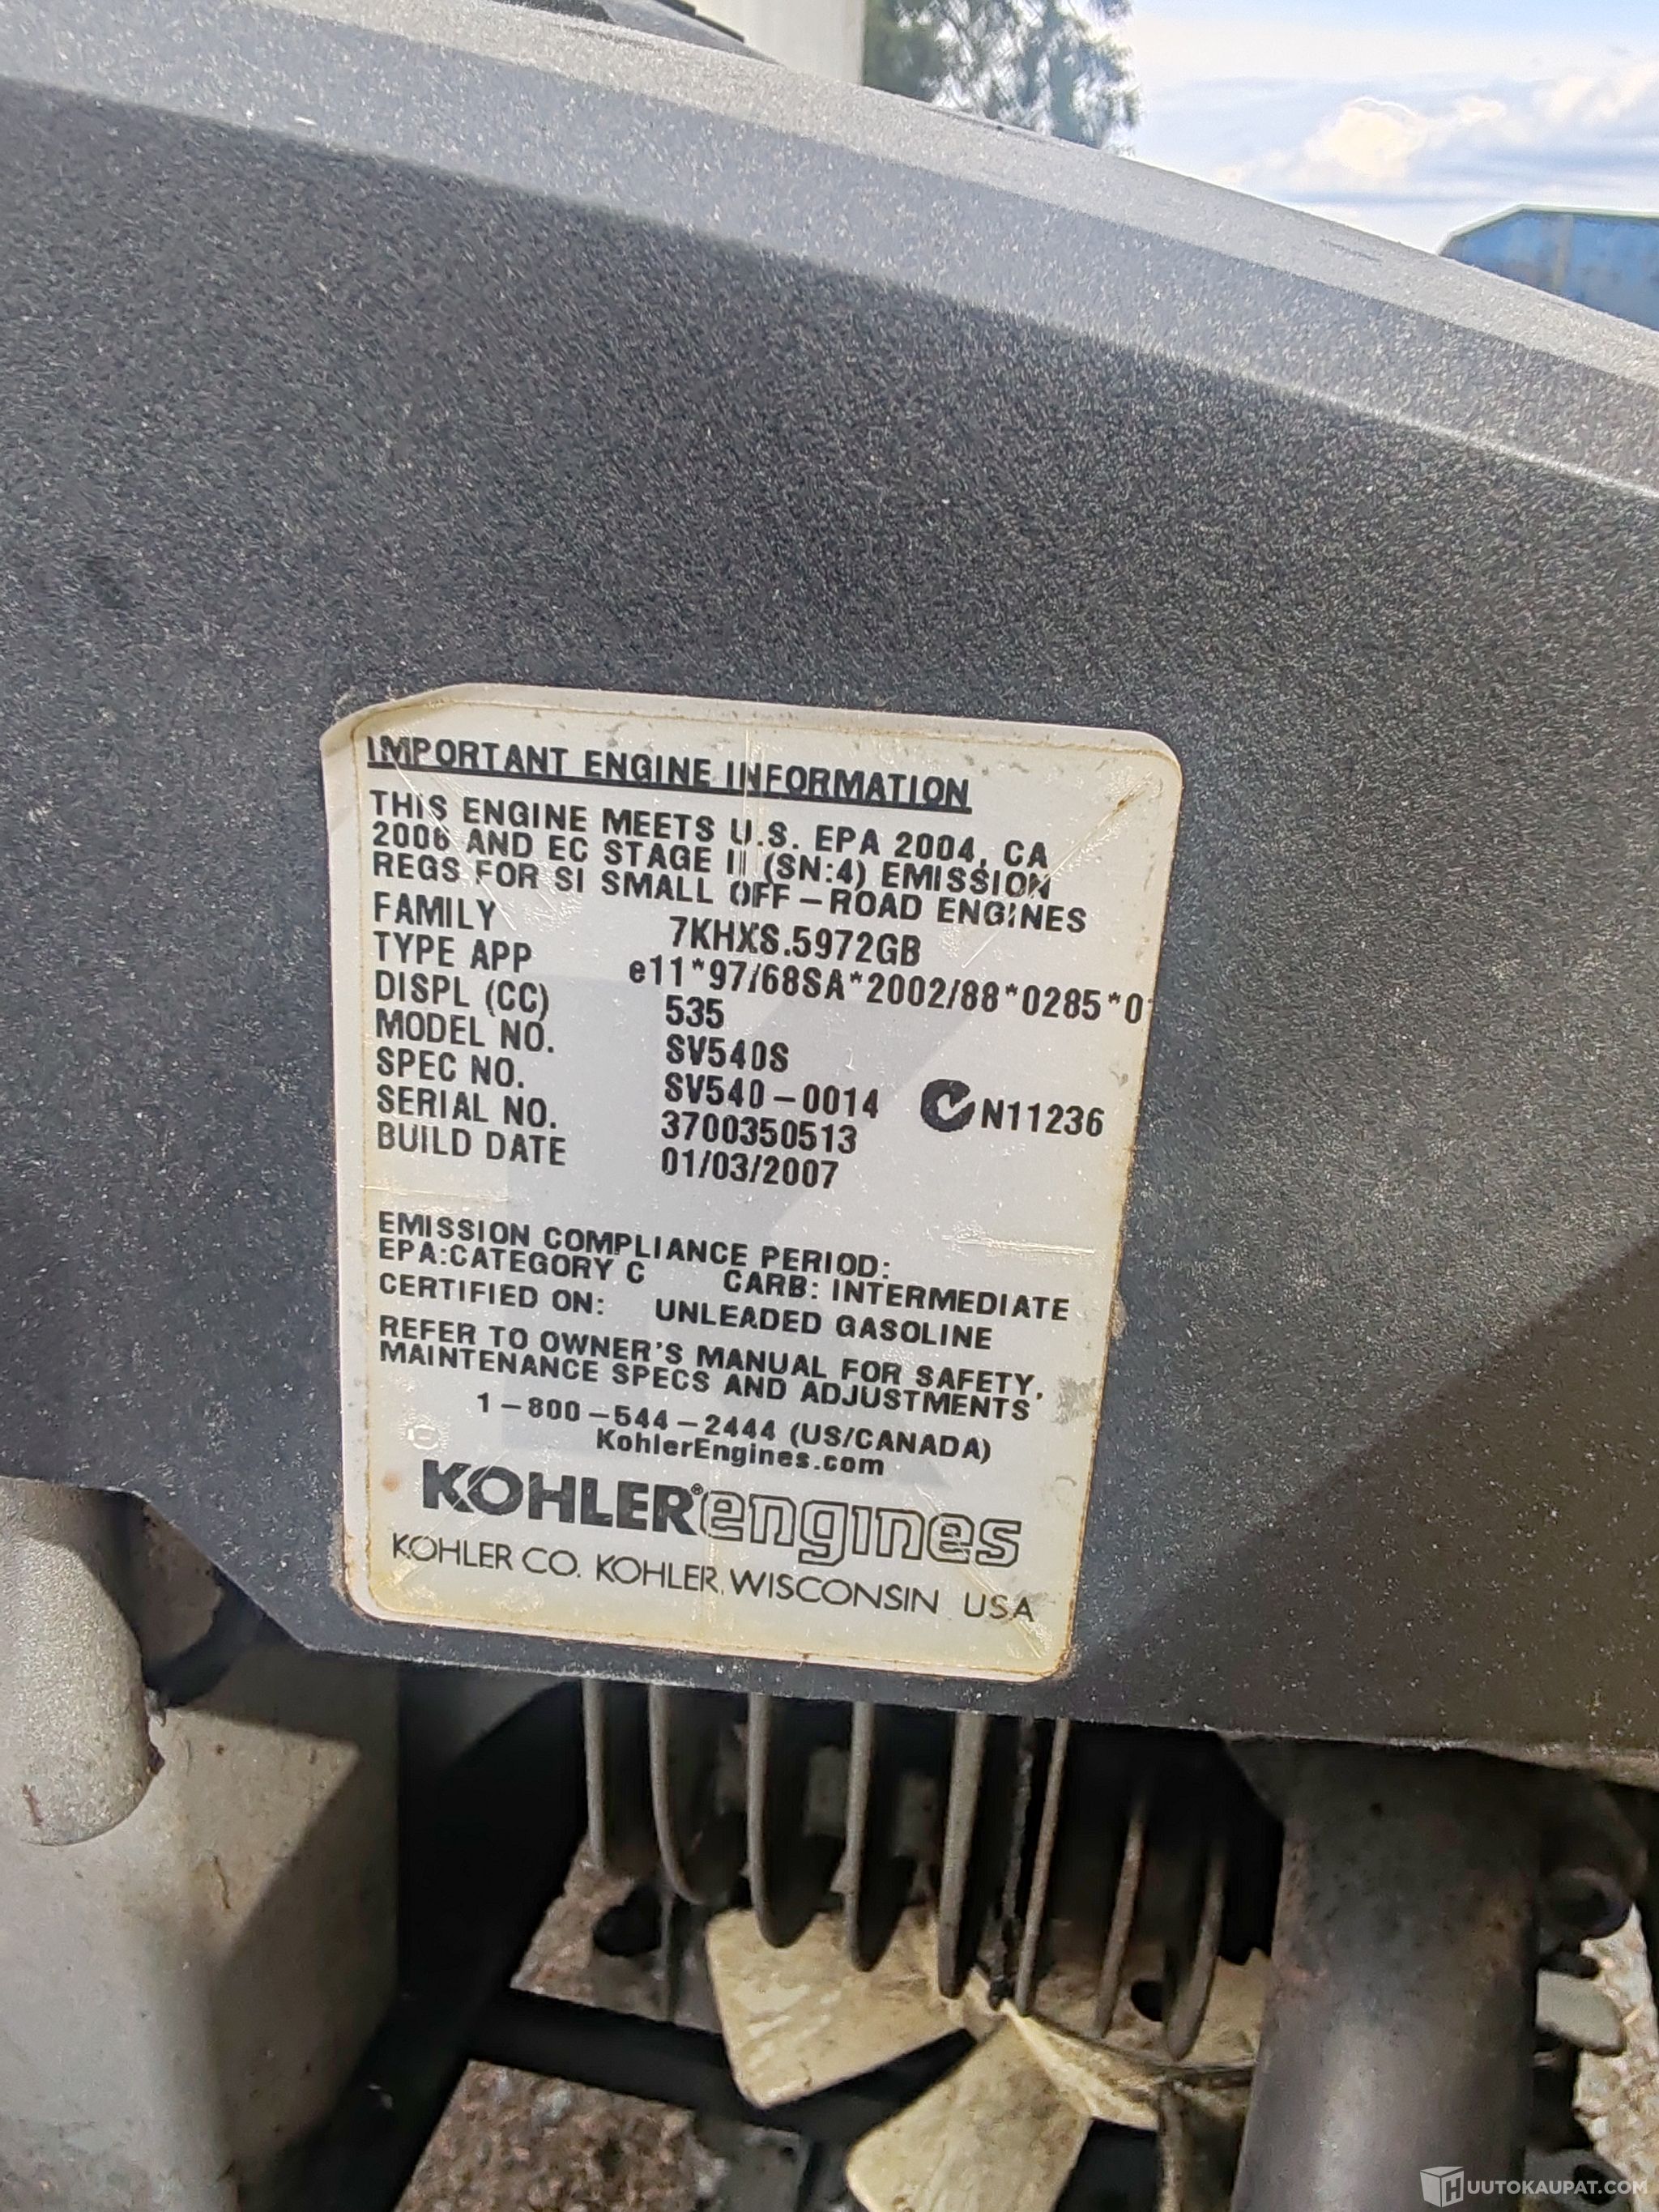 IMPORTANT ENGINE INFORMATION
THIS ENGINE MEETS U.S. EPA 2004, CA
2006 AND EC STAGE II (SN:4) EMISSION
REGS FOR SI SMALL OFF-ROAD ENGINES
FAMILY 7KHXS.5972GB
TYPE APP e11*97/68SA*2002/88*0285*0
DISPL (CC) 535
MODEL NO. SV540S
SPEC NO. SV540-0014 N11236
SERIAL NO. 3700350513
BUILD DATE 01/03/2007
EMISSION COMPLIANCE PERIOD:
EPA:CATEGORY C CARB: INTERMEDIATE
CERTIFIED ON: UNLEADED GASOLINE
REFER TO OWNER'S MANUAL FOR SAFETY,
MAINTENANCE SPECS AND ADJUSTMENTS
1-800-544-2444 (US/CANADA)
KohlerEngines.com
KOHLER® engines
KOHLER CO. KOHLER, WISCONSIN USA
HUUTOKAUPAT.COM